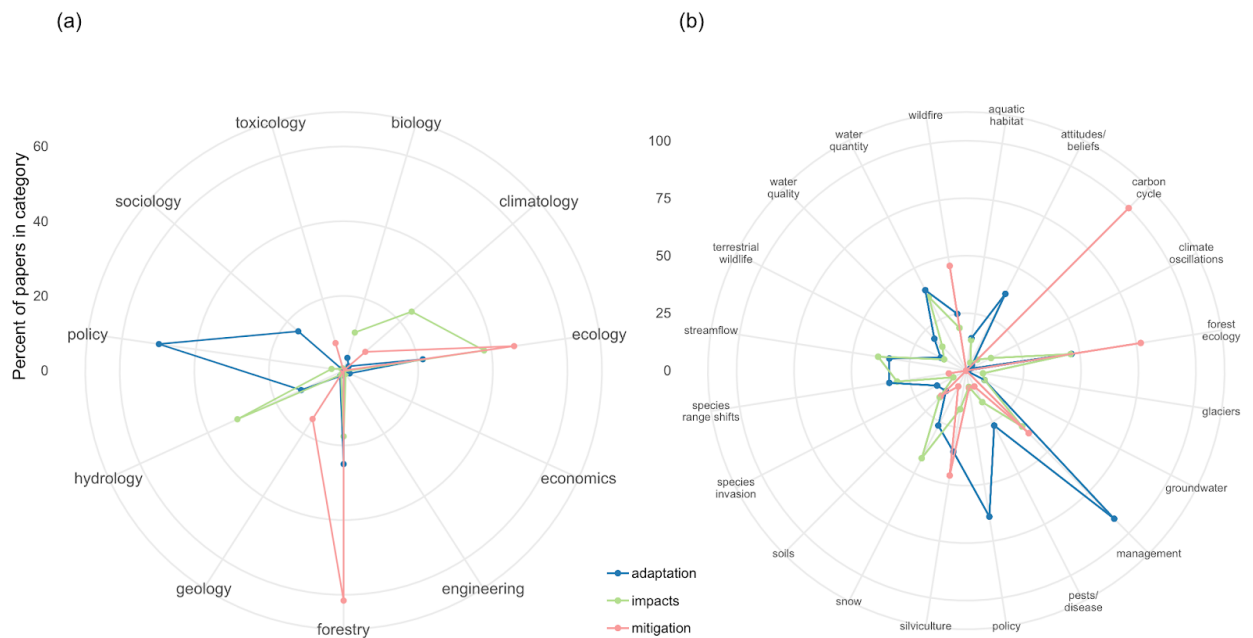 (a)
(b)
Percent of papers in category
60
40
20
0
toxicology
biology
sociology
climatology
policy
ecology
hydrology
economics
geology
engineering
forestry
adaptation
impacts
mitigation
100
75
50
25
0
wildfire
aquatic
habitat
water
quantity
attitudes/
beliefs
water
quality
carbon
cycle
terrestrial
wildlife
climate
oscillations
streamflow
forest
ecology
species
range shifts
glaciers
species
invasion
groundwater
soils
management
snow
pests/
disease
silviculture
policy